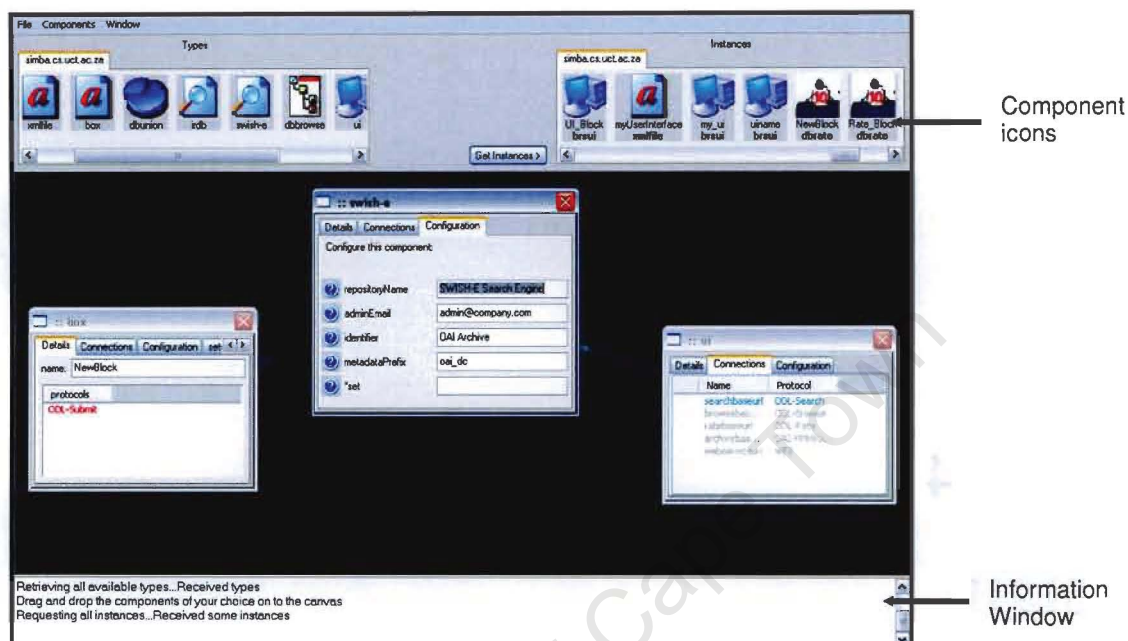 File Components Window
Types
simba.cs.uct.ac.za
xmlfile box dbunion irdb swish-e dbbrowse ui
Get Instances >
Instances
simba.cs.uct.ac.za
UI_Block myUserInterface my_ui uiname NewBlock Rate_Block
brsui xmlfile brsui brsui dbrate dbrate
Component
icons
:: swish-e
Details Connections Configuration
Configure this component:
repositoryName SWISH-E Search Engine
adminEmail admin@company.com
identifier OAI Archive
metadataPrefix oai_dc
*set
:: box
Details Connections Configuration set
name: NewBlock
protocols
ODL-Submit
:: ui
Details Connections Configuration
Name Protocol
searchbaseurl ODL-Search
Retrieving all available types...Received types
Drag and drop the components of your choice on to the canvas
Requesting all instances...Received some instances
Information
Window
Cape Town